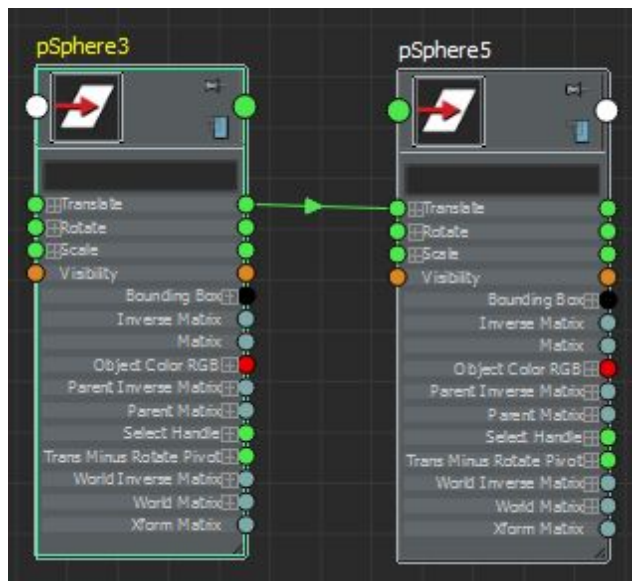 pSphere3
Translate
Rotate
Scale
Visibility
Bounding Box
Inverse Matrix
Matrix
Object Color RGB
Parent Inverse Matrix
Parent Matrix
Select Handle
Trans Minus Rotate Pivot
World Inverse Matrix
World Matrix
Xform Matrix
pSphere5
Translate
Rotate
Scale
Visibility
Bounding Box
Inverse Matrix
Matrix
Object Color RGB
Parent Inverse Matrix
Parent Matrix
Select Handle
Trans Minus Rotate Pivot
World Inverse Matrix
World Matrix
Xform Matrix